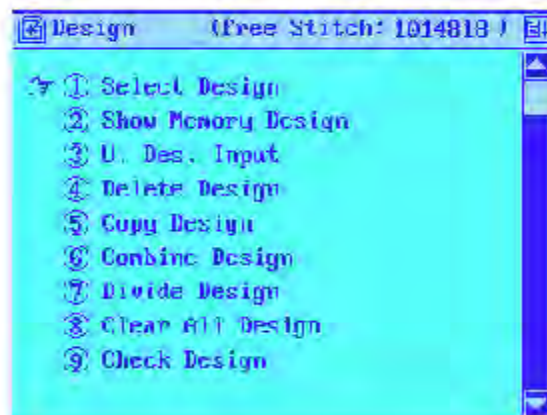 Design (Free Stitch: 1014818 )
① Select Design
② Show Memory Design
③ U. Des. Input
④ Delete Design
⑤ Copy Design
⑥ Combine Design
⑦ Divide Design
⑧ Clear All Design
⑨ Check Design